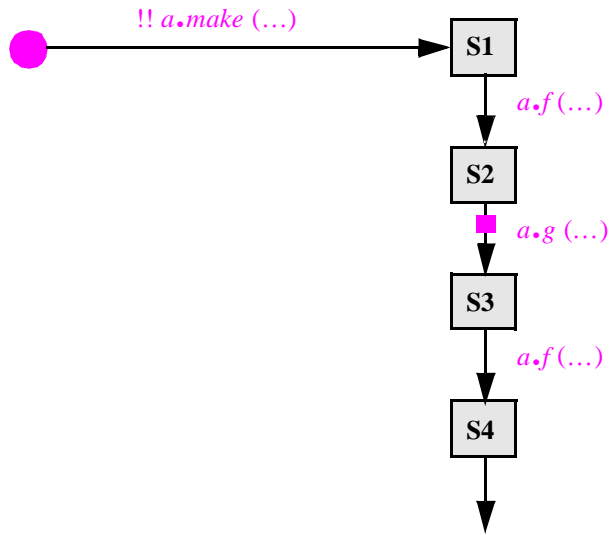 !! a.make (…)
S1
a.f (…)
S2
a.g (…)
S3
a.f (…)
S4